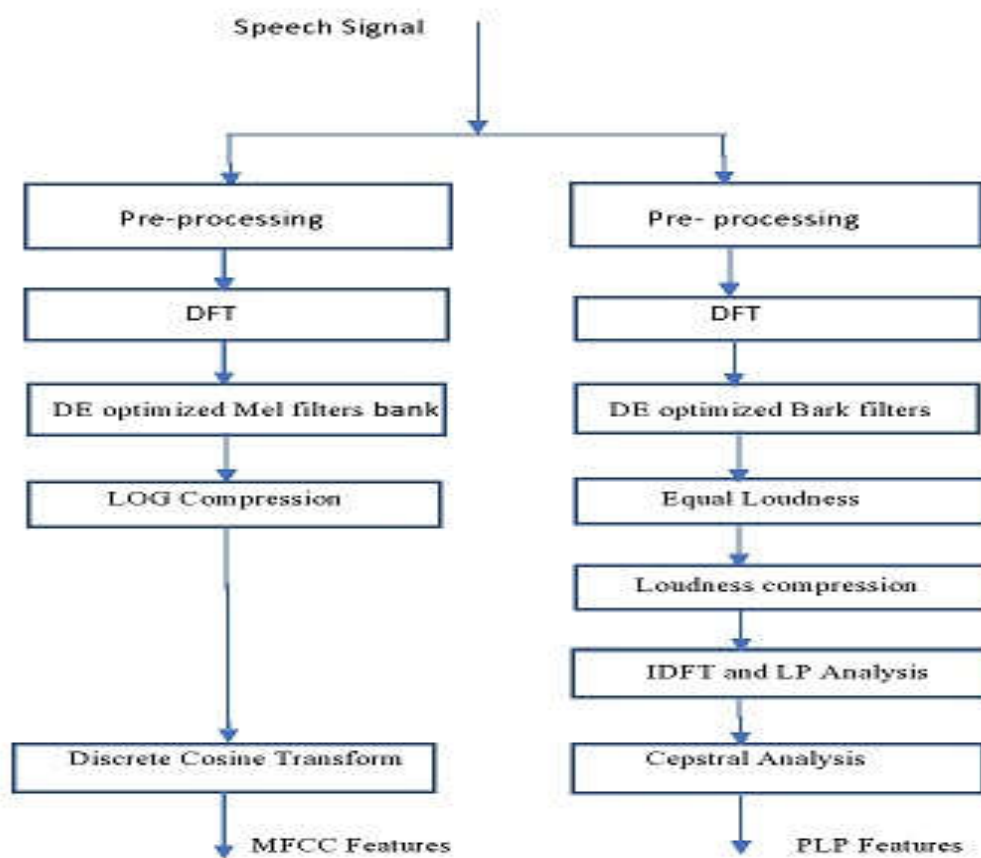 Speech Signal
Pre-processing
DFT
DE optimized Mel filters bank
LOG Compression
Discrete Cosine Transform
MFCC Features
Pre- processing
DFT
DE optimized Bark filters
Equal Loudness
Loudness compression
IDFT and LP Analysis
Cepstral Analysis
PLP Features